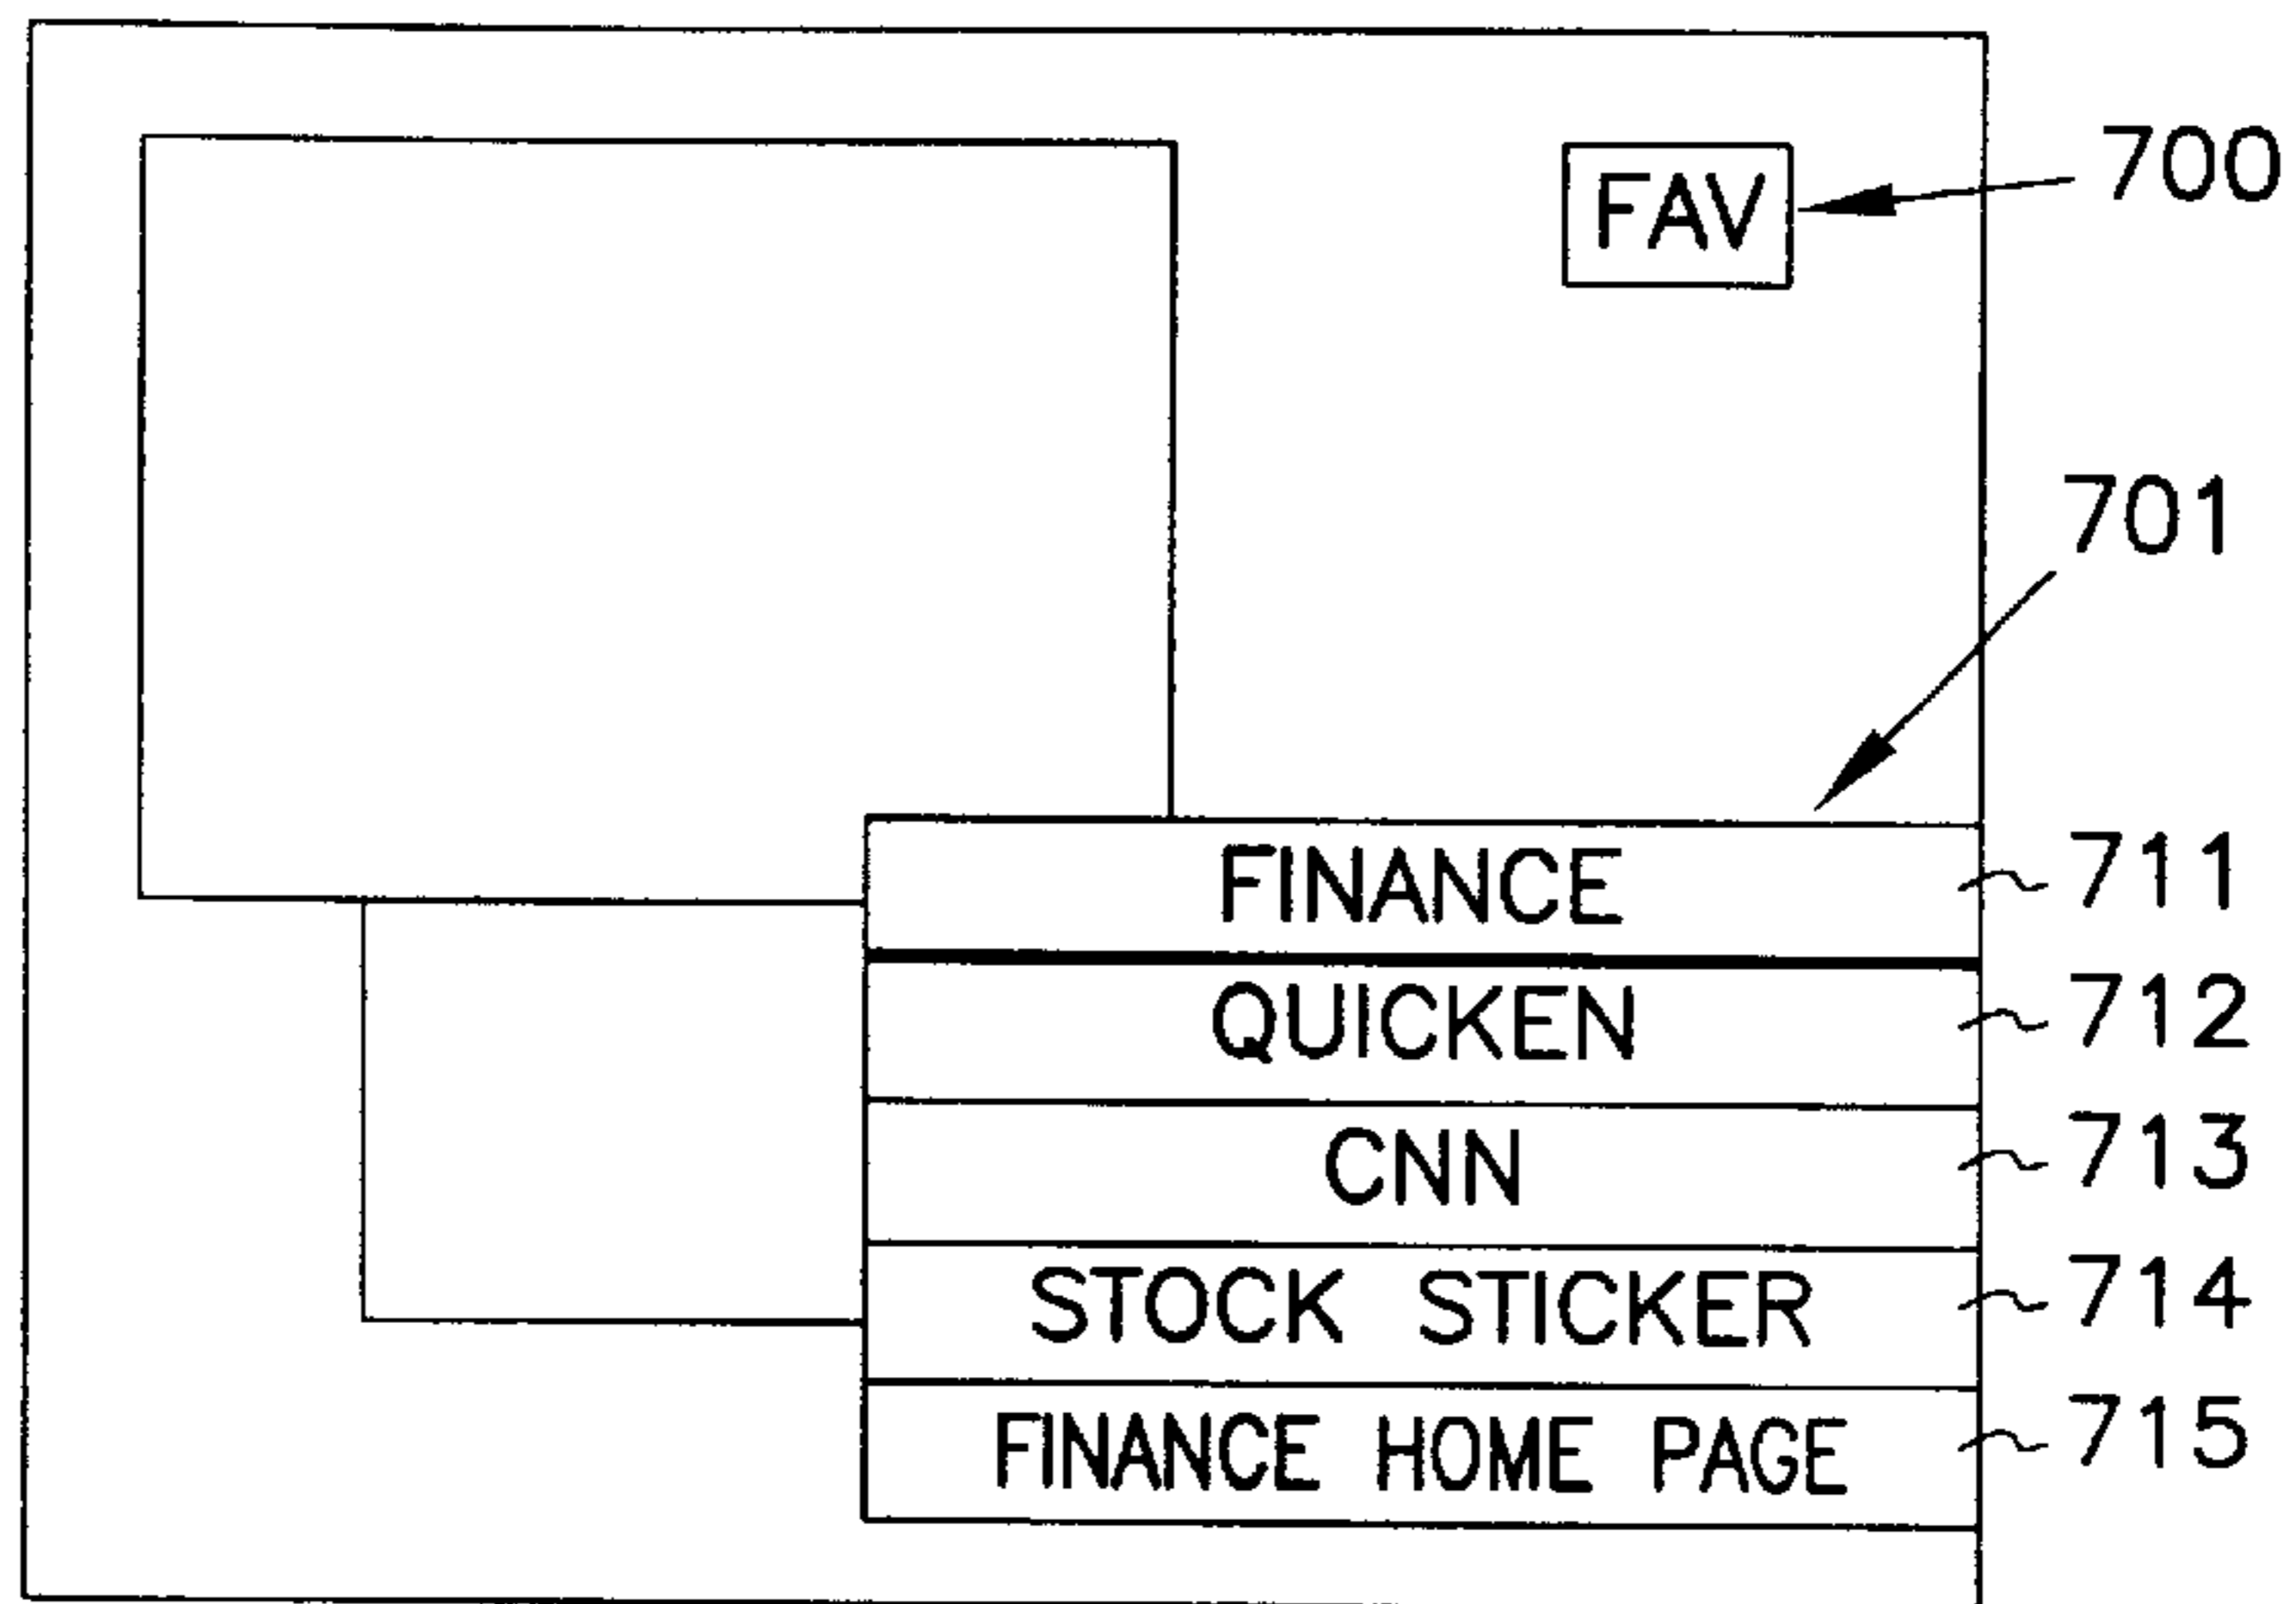 FAV 700
701
FINANCE 711
QUICKEN 712
CNN 713
STOCK STICKER 714
FINANCE HOME PAGE 715